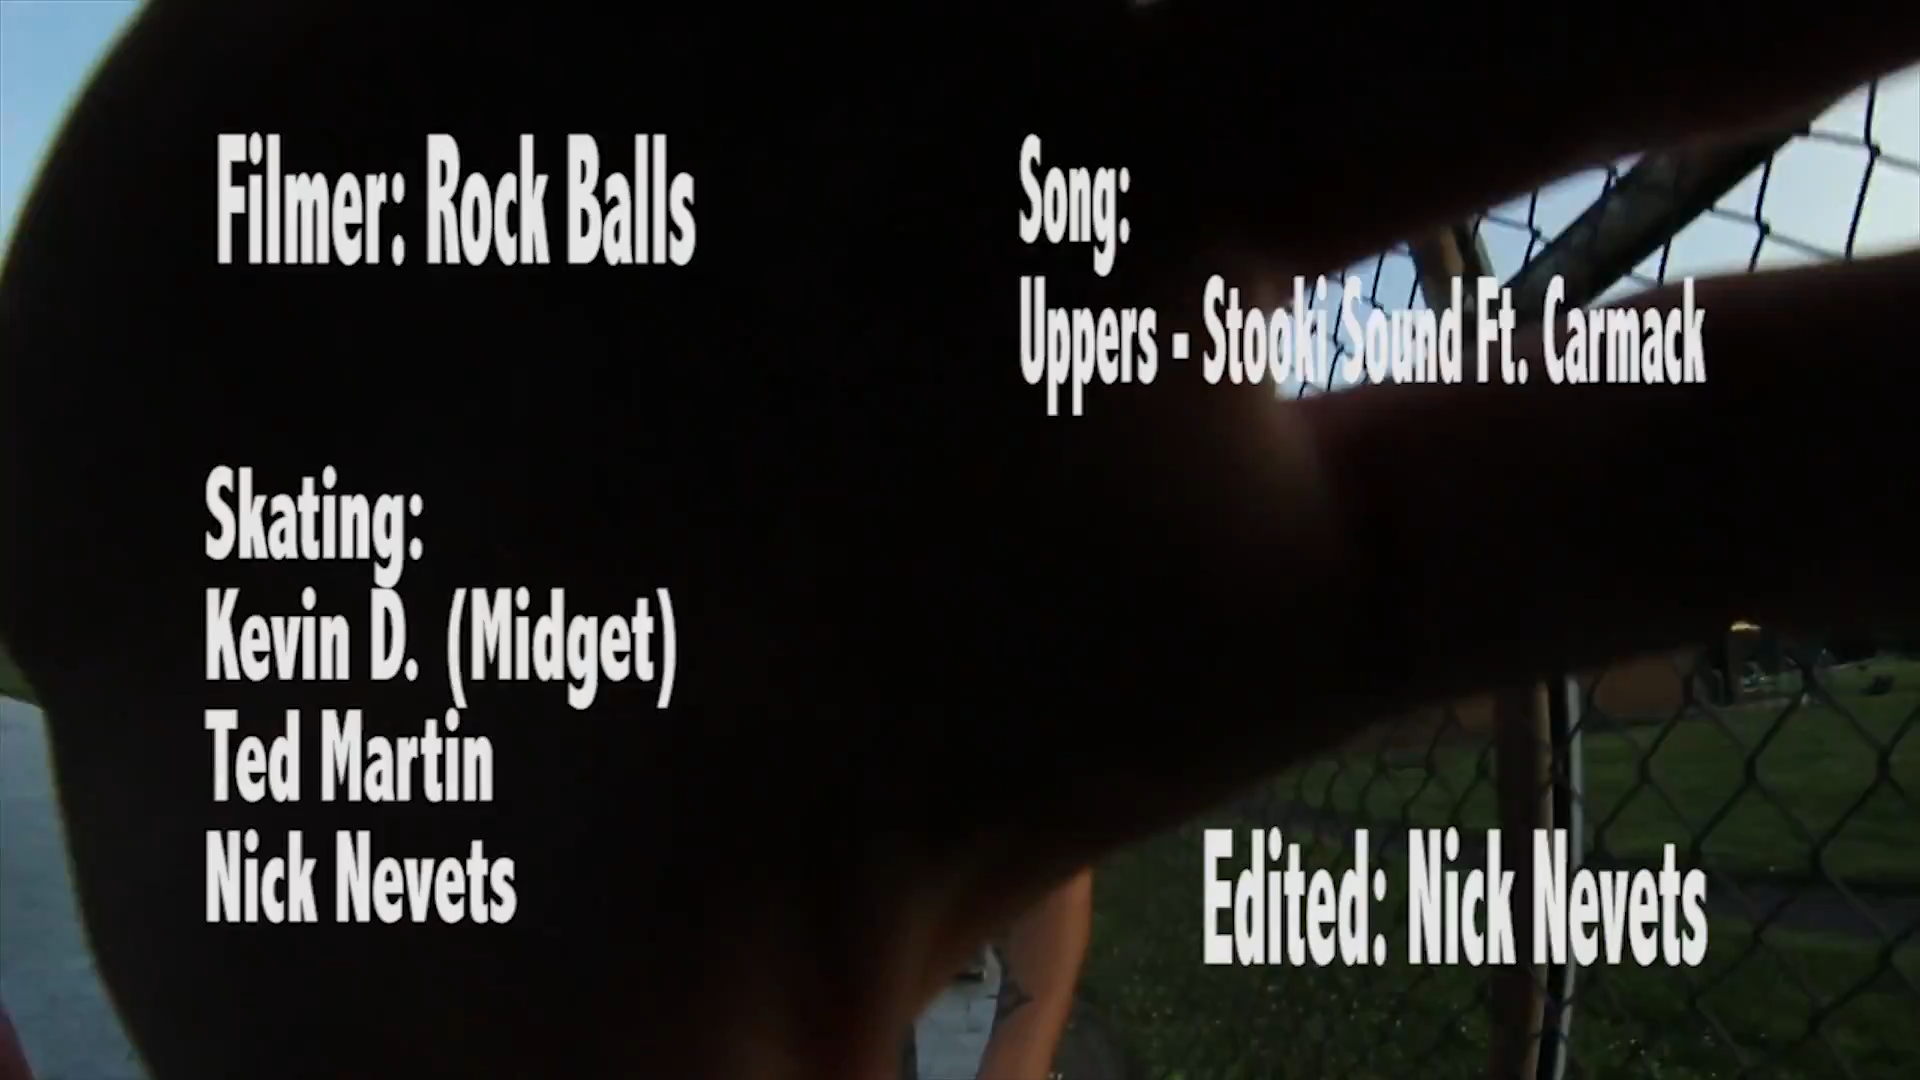 Filmer: Rock Balls
Song:
Uppers - Stooki Sound Ft. Carmack
Skating:
Kevin D. (Midget)
Ted Martin
Nick Nevets
Edited: Nick Nevets